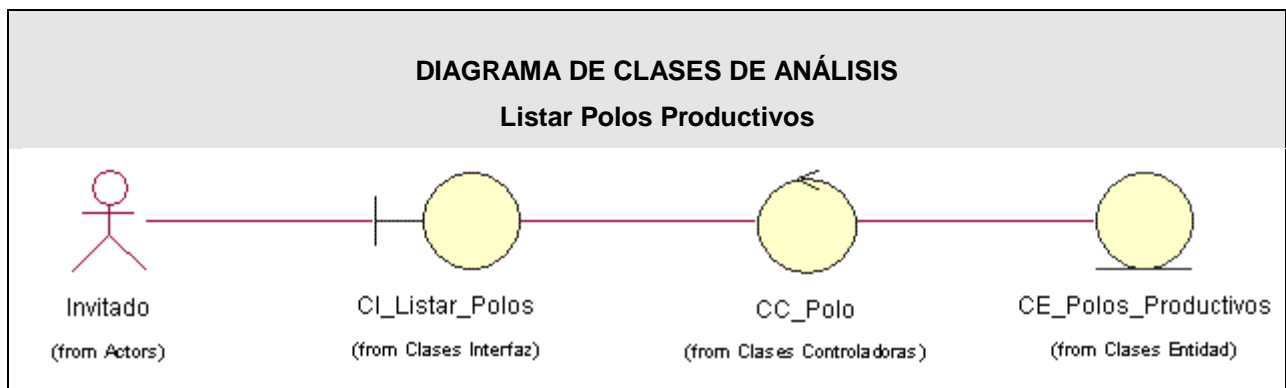 DIAGRAMA DE CLASES DE ANÁLISIS
Listar Polos Productivos
Invitado CI_Listar_Polos CC_Polo CE_Polos_Productivos
(from Actors) (from Clases Interfaz) (from Clases Controladoras) (from Clases Entidad)